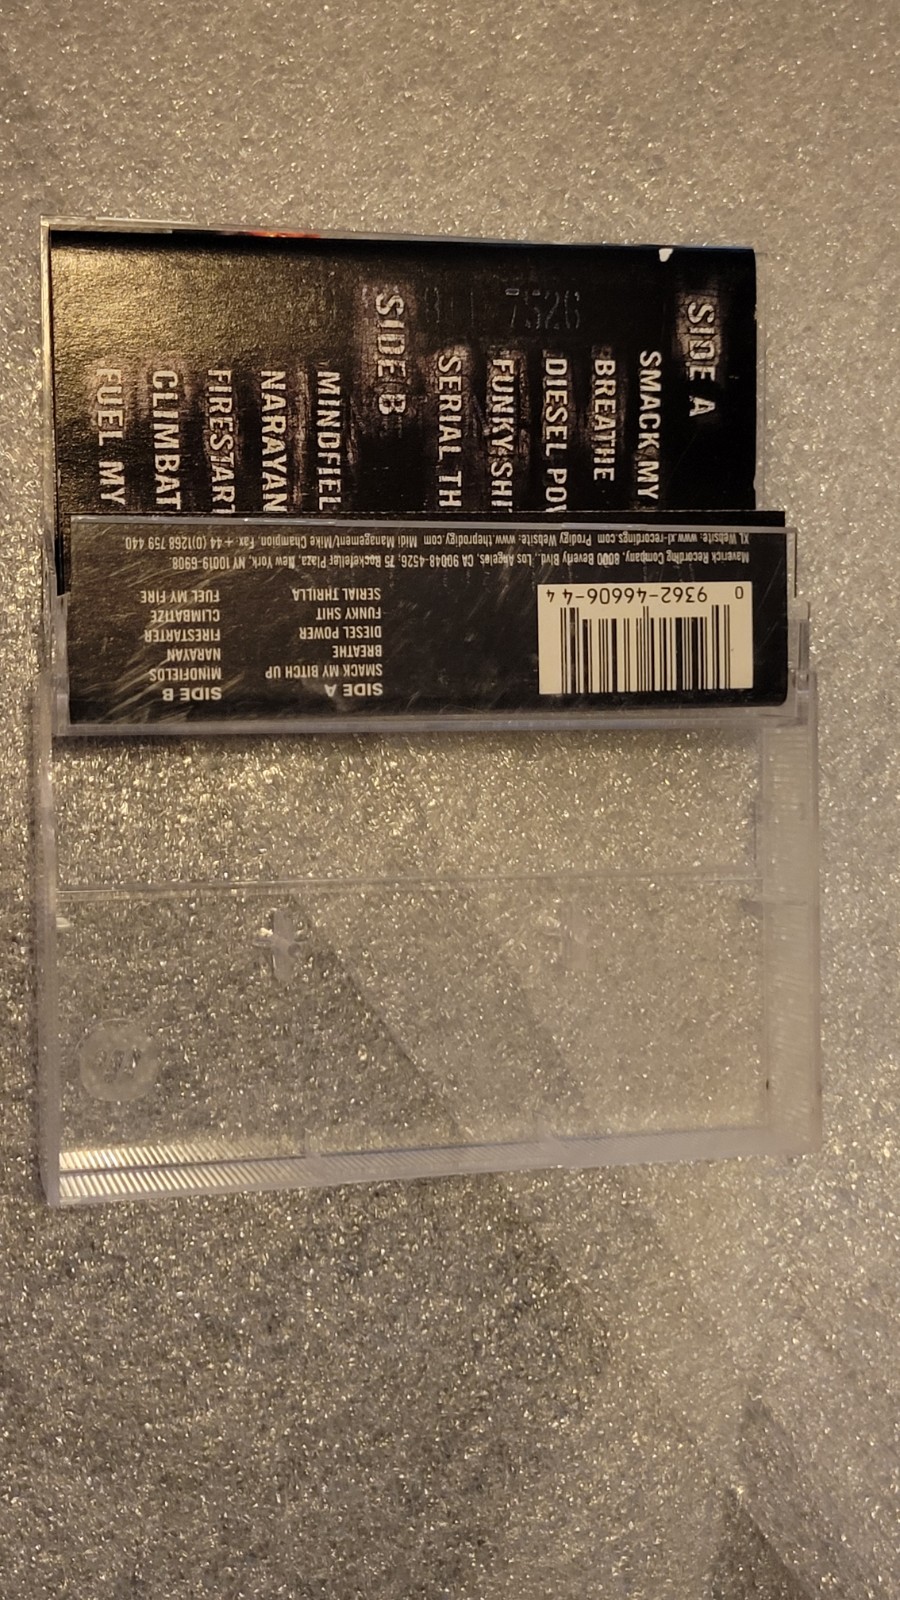 SIDE A
SMACK MY
BREATHE
DIESEL POW
FUNKY SHI
SERIAL TH
SIDE B
MINDFIEL
NARAYAN
FIRESTART
CLIMBAT
FUEL MY
7526
SIDE A
SMACK MY BITCH UP
BREATHE
DIESEL POWER
FUNKY SHIT
SERIAL THRILLA
SIDE B
MINDFIELDS
NARAYAN
FIRESTARTER
CLIMBATIZE
FUEL MY FIRE
Maverick Recording Company, 8000 Beverly Blvd., Los Angeles, CA 90048-4526; 75 Rockefeller Plaza, New York, NY 10019-6908
XL Website: www.xl-recordings.com Prodigy Website: www.theprodigy.com Midi Management/Mike Champion Fax + 44 (0)1268 759 440
0 9362-46606-4 4